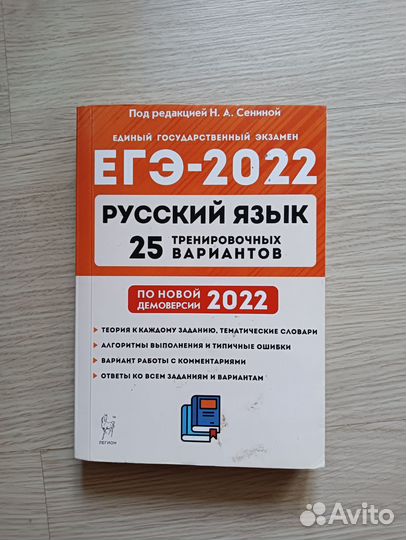 Под редакцией Н. А. Сениной
ЕДИНЫЙ ГОСУДАРСТВЕННЫЙ ЭКЗАМЕН
ЕГЭ-2022
РУССКИЙ ЯЗЫК
25 ТРЕНИРОВОЧНЫХ
ВАРИАНТОВ
ПО НОВОЙ
ДЕМОВЕРСИИ 2022
ТЕОРИЯ К КАЖДОМУ ЗАДАНИЮ, ТЕМАТИЧЕСКИЕ СЛОВАРИ
АЛГОРИТМЫ ВЫПОЛНЕНИЯ И ТИПИЧНЫЕ ОШИБКИ
ВАРИАНТ РАБОТЫ С КОММЕНТАРИЯМИ
ОТВЕТЫ КО ВСЕМ ЗАДАНИЯМ И ВАРИАНТАМ
ЛЕГИОН
Avito